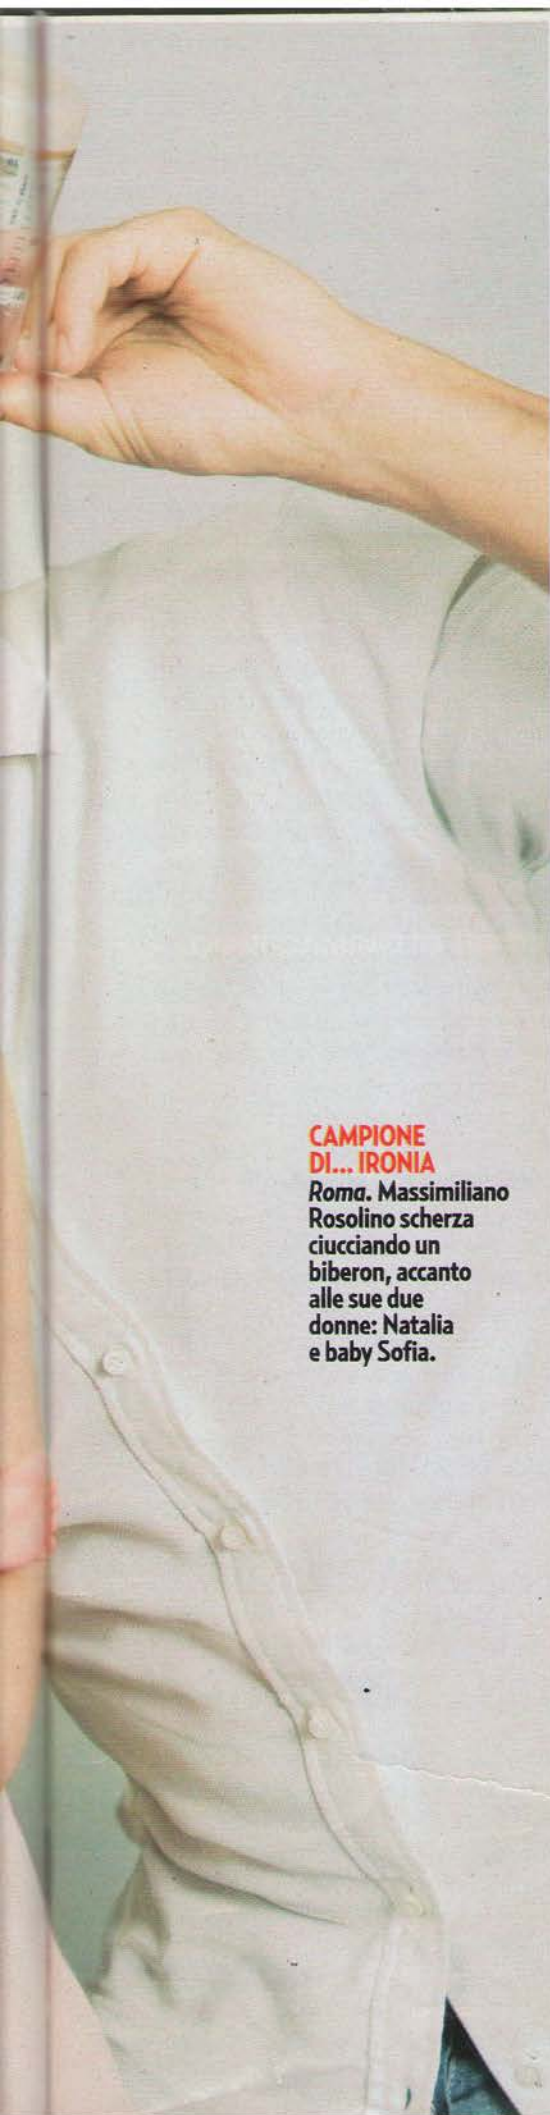 CAMPIONE
DI... IRONIA
Roma. Massimiliano
Rosolino scherza
ciucciando un
biberon, accanto
alle sue due
donne: Natalia
e baby Sofia.